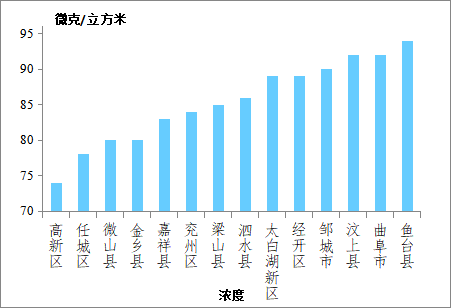 微克/立方米
95
90
85
80
75
70
高新区
任城区
微山县
金乡县
嘉祥县
兖州区
梁山县
泗水县
太白湖新区
经开区
邹城市
汶上县
曲阜市
鱼台县
浓度